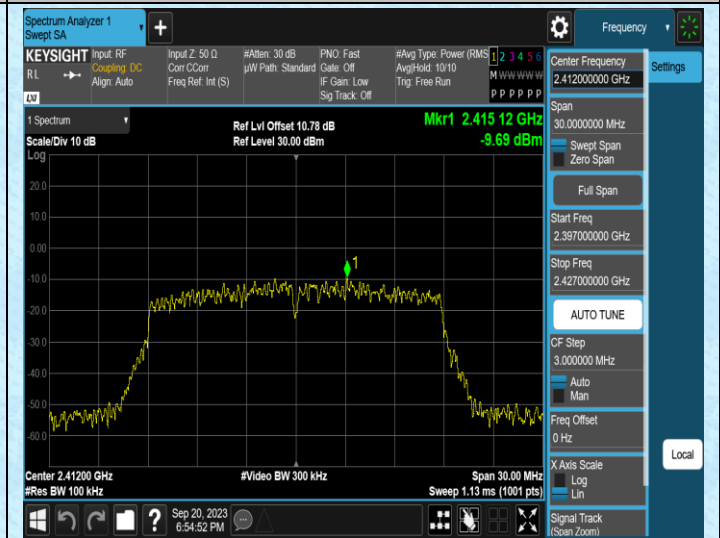 Spectrum Analyzer 1
Swept SA
+
Frequency
KEYSIGHT
RL
LXI
Input: RF
Coupling: DC
Align: Auto
Input Z: 50 Ω
Corr CCorr
Freq Ref: Int (S)
#Atten: 30 dB
µW Path: Standard
PNO: Fast
Gate: Off
IF Gain: Low
Sig Track: Off
#Avg Type: Power (RMS
Avg|Hold: 10/10
Trig: Free Run
1 2 3 4 5 6
M W W W W W
P P P P P P
1 Spectrum
Scale/Div 10 dB
Log
Ref Lvl Offset 10.78 dB
Ref Level 30.00 dBm
Mkr1 2.415 12 GHz
-9.69 dBm
20.0
10.0
0.00
-10.0
-20.0
-30.0
-40.0
-50.0
-60.0
1
Center 2.41200 GHz
#Res BW 100 kHz
#Video BW 300 kHz
Span 30.00 MHz
Sweep 1.13 ms (1001 pts)
?
Sep 20, 2023
6:54:52 PM
Center Frequency
2.412000000 GHz
Span
30.0000000 MHz
Swept Span
Zero Span
Full Span
Start Freq
2.397000000 GHz
Stop Freq
2.427000000 GHz
AUTO TUNE
CF Step
3.000000 MHz
Auto
Man
Freq Offset
0 Hz
X Axis Scale
Log
Lin
Signal Track
(Span Zoom)
Settings
Local